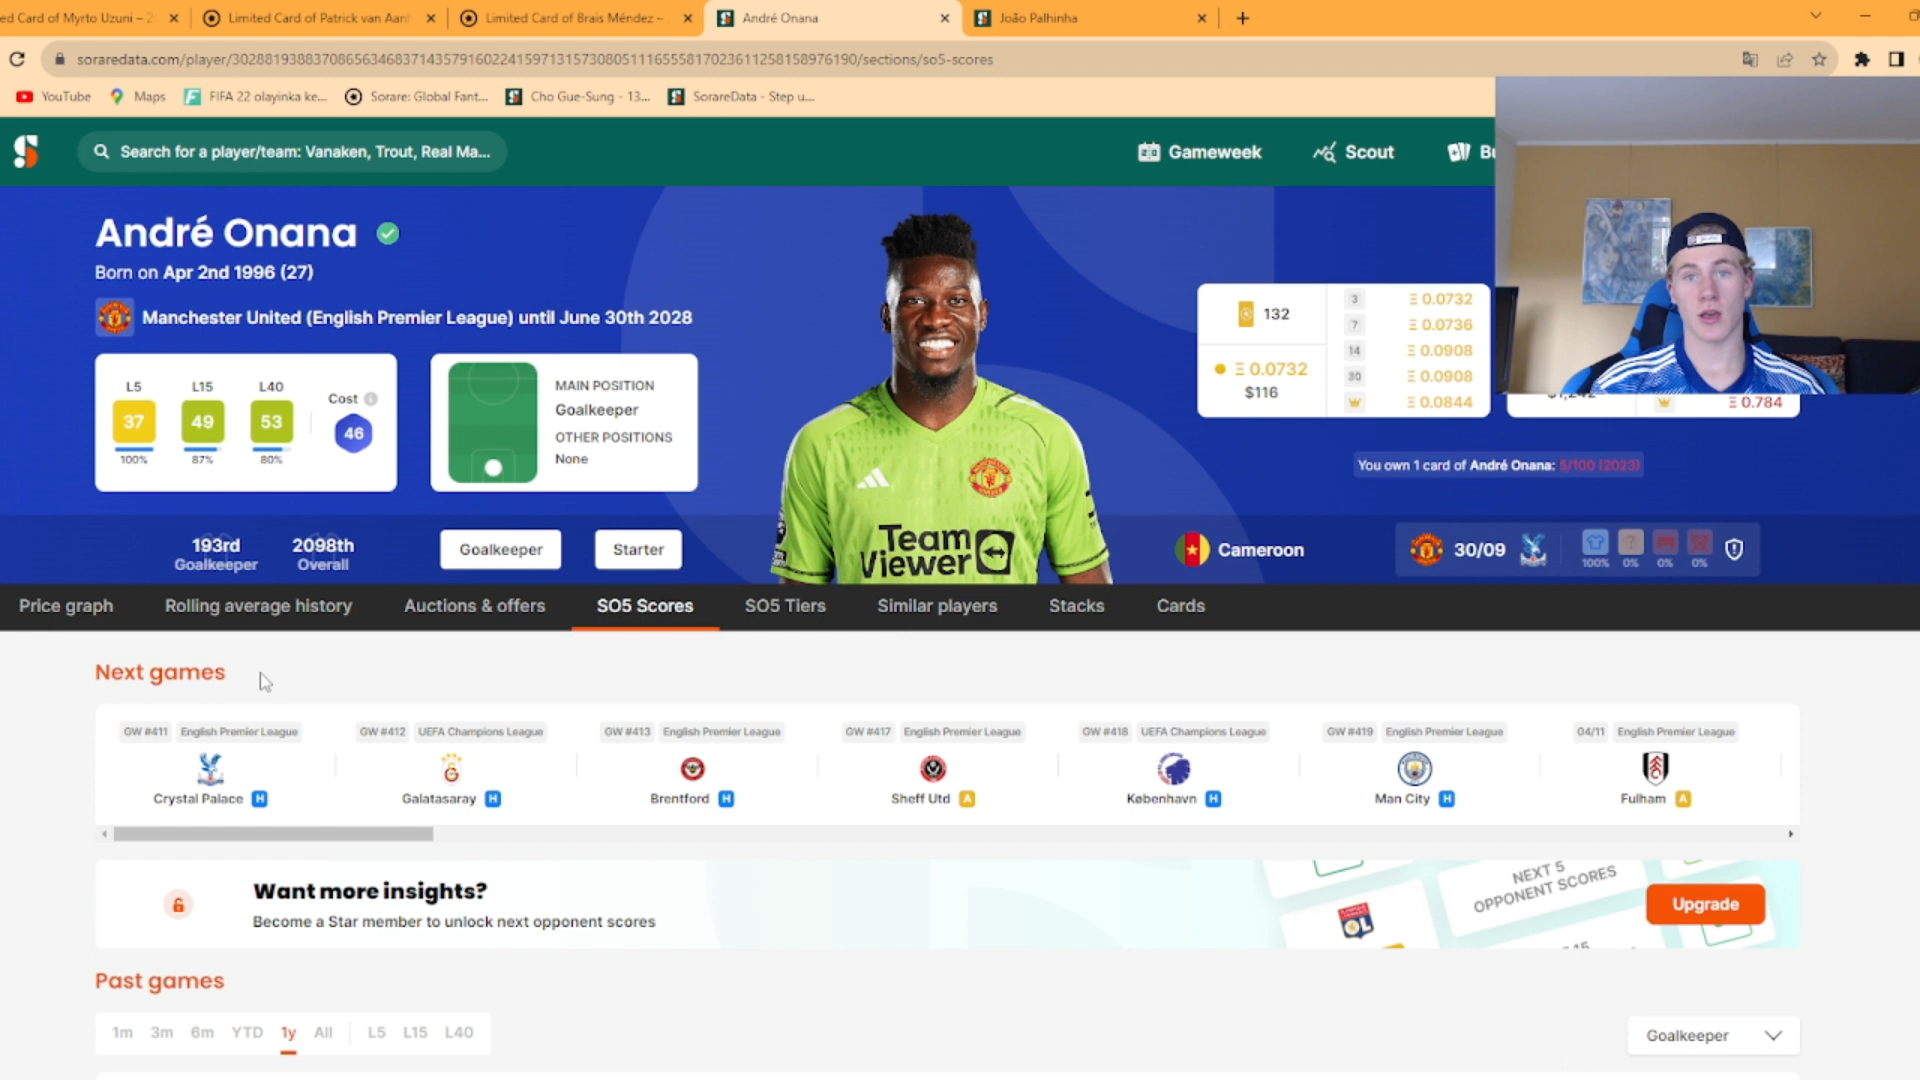 ed Card of Myrto Uzuni – 2
Limited Card of Patrick van Aanh
Limited Card of Brais Méndez –
André Onana
João Palhinha
soraredata.com/player/30288193883708656346837143579160224159713157308051116555817023611258158976190/sections/so5-scores
YouTube
Maps
FIFA 22 olayinka ke...
Sorare: Global Fant...
Cho Gue-Sung - 13...
SorareData - Step u...
Search for a player/team: Vanaken, Trout, Real Ma...
Gameweek
Scout
André Onana
Born on Apr 2nd 1996 (27)
Manchester United (English Premier League) until June 30th 2028
L5 L15 L40
Cost
37 49 53
46
100% 87% 80%
MAIN POSITION
Goalkeeper
OTHER POSITIONS
None
132
Ξ 0.0732
$116
3 Ξ 0.0732
7 Ξ 0.0736
14 Ξ 0.0908
30 Ξ 0.0908
Ξ 0.0844
Ξ 0.784
You own 1 card of André Onana: 5/100 (2023)
Team
Viewer
193rd
Goalkeeper
2098th
Overall
Goalkeeper
Starter
Cameroon
30/09
100% 0% 0% 0%
Price graph
Rolling average history
Auctions & offers
SO5 Scores
SO5 Tiers
Similar players
Stacks
Cards
Next games
GW #411 English Premier League
Crystal Palace H
GW #412 UEFA Champions League
Galatasaray H
GW #413 English Premier League
Brentford H
GW #417 English Premier League
Sheff Utd A
GW #418 UEFA Champions League
København H
GW #419 English Premier League
Man City H
04/11 English Premier League
Fulham A
Want more insights?
Become a Star member to unlock next opponent scores
NEXT 5
OPPONENT SCORES
Upgrade
Past games
1m 3m 6m YTD 1y All L5 L15 L40
Goalkeeper